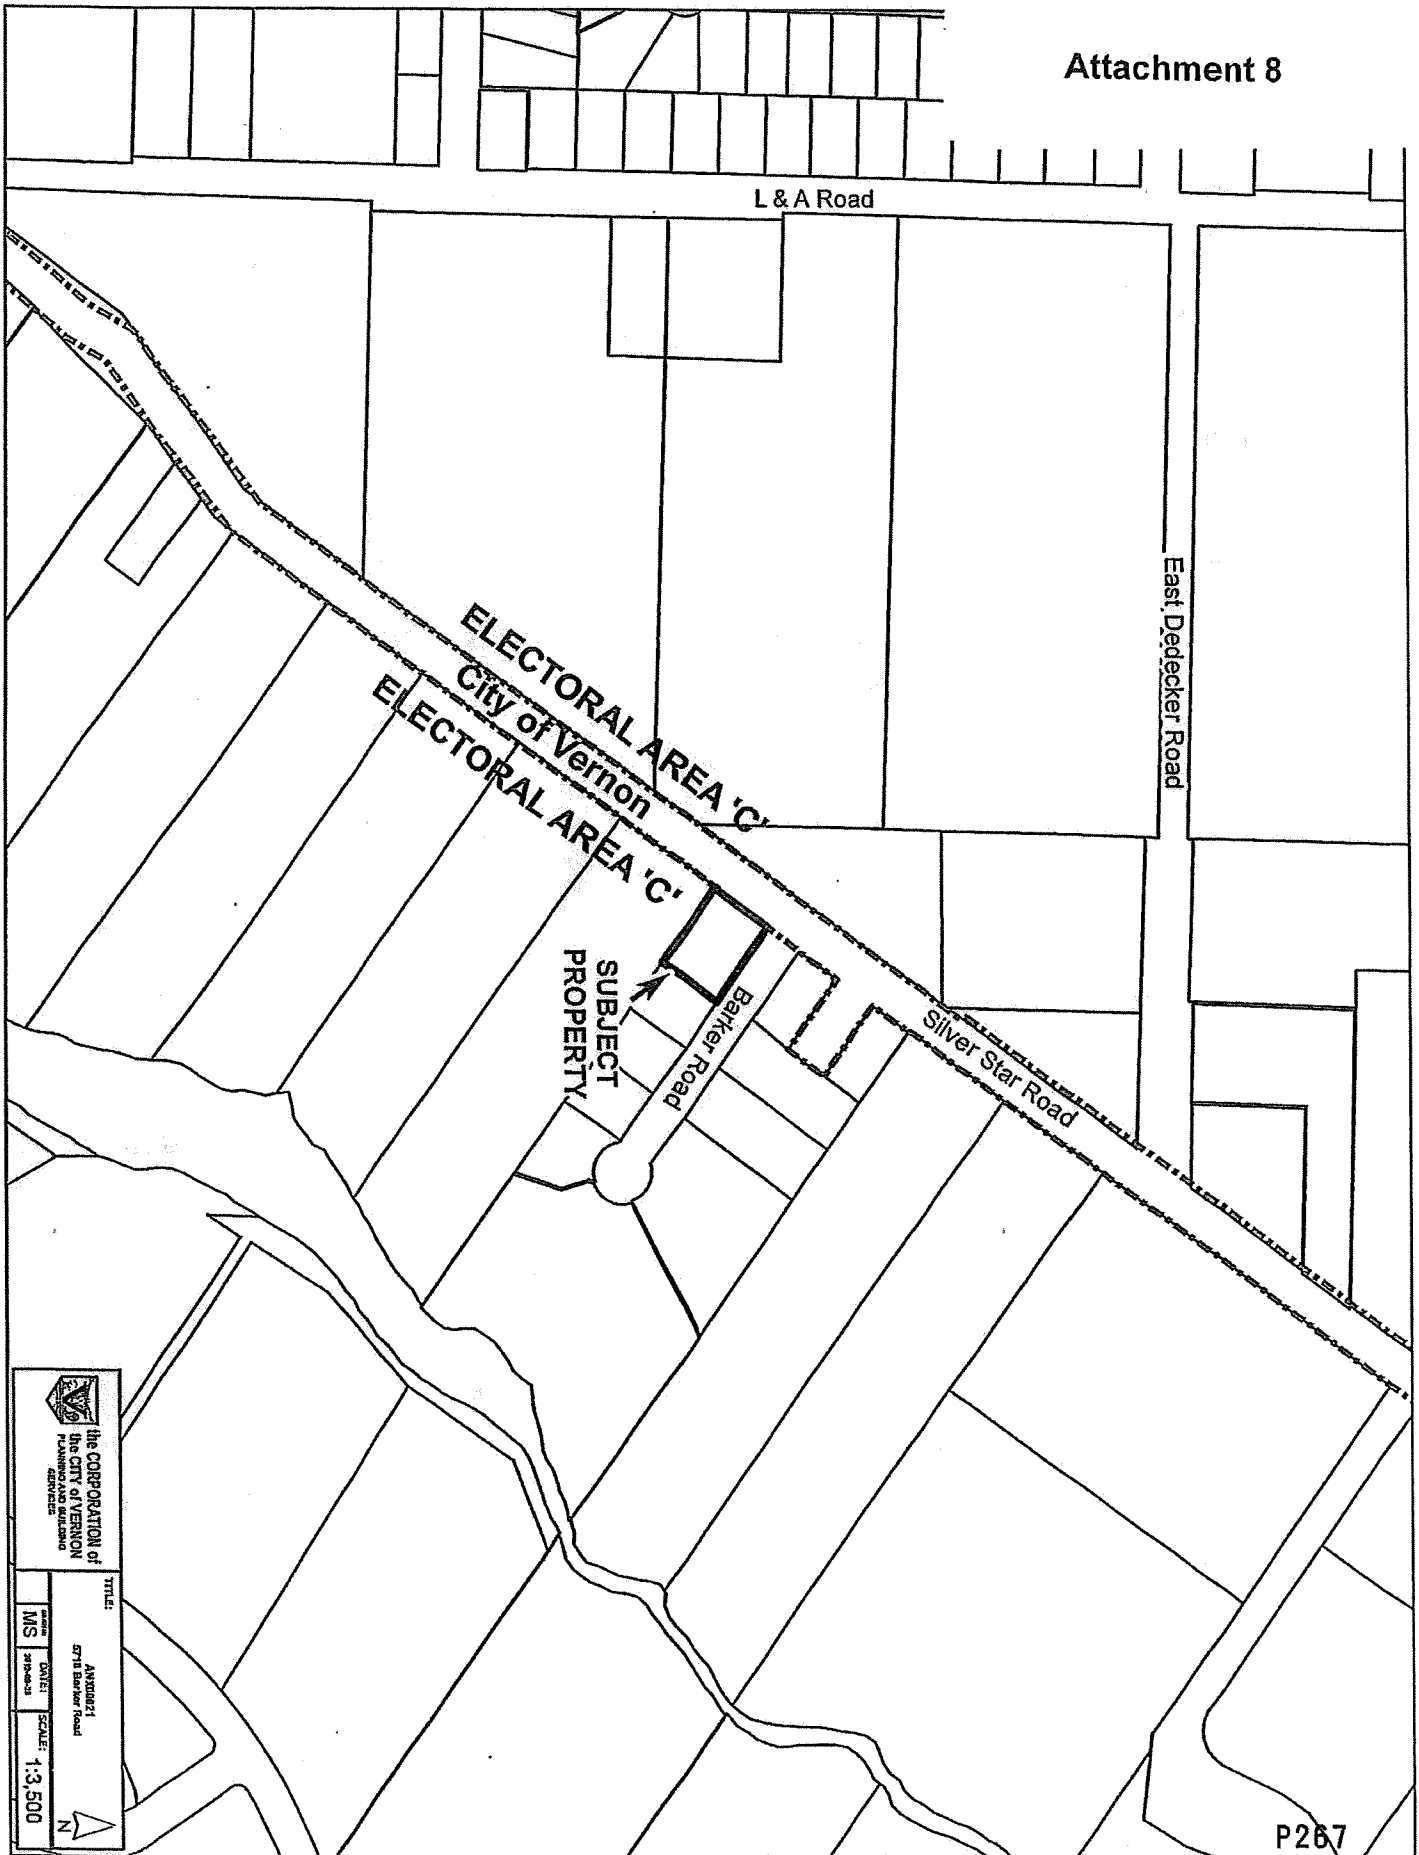 Attachment 8
L & A Road
East Dedecker Road
ELECTORAL AREA 'C'
City of Vernon
ELECTORAL AREA 'C'
SUBJECT
PROPERTY
Barker Road
Silver Star Road
the CORPORATION of
the CITY of VERNON
PLANNING AND BUILDING
SERVICES
TITLE:
5718 Barker Road
N
MS
DATE:
SCALE:
1:3,500
P267